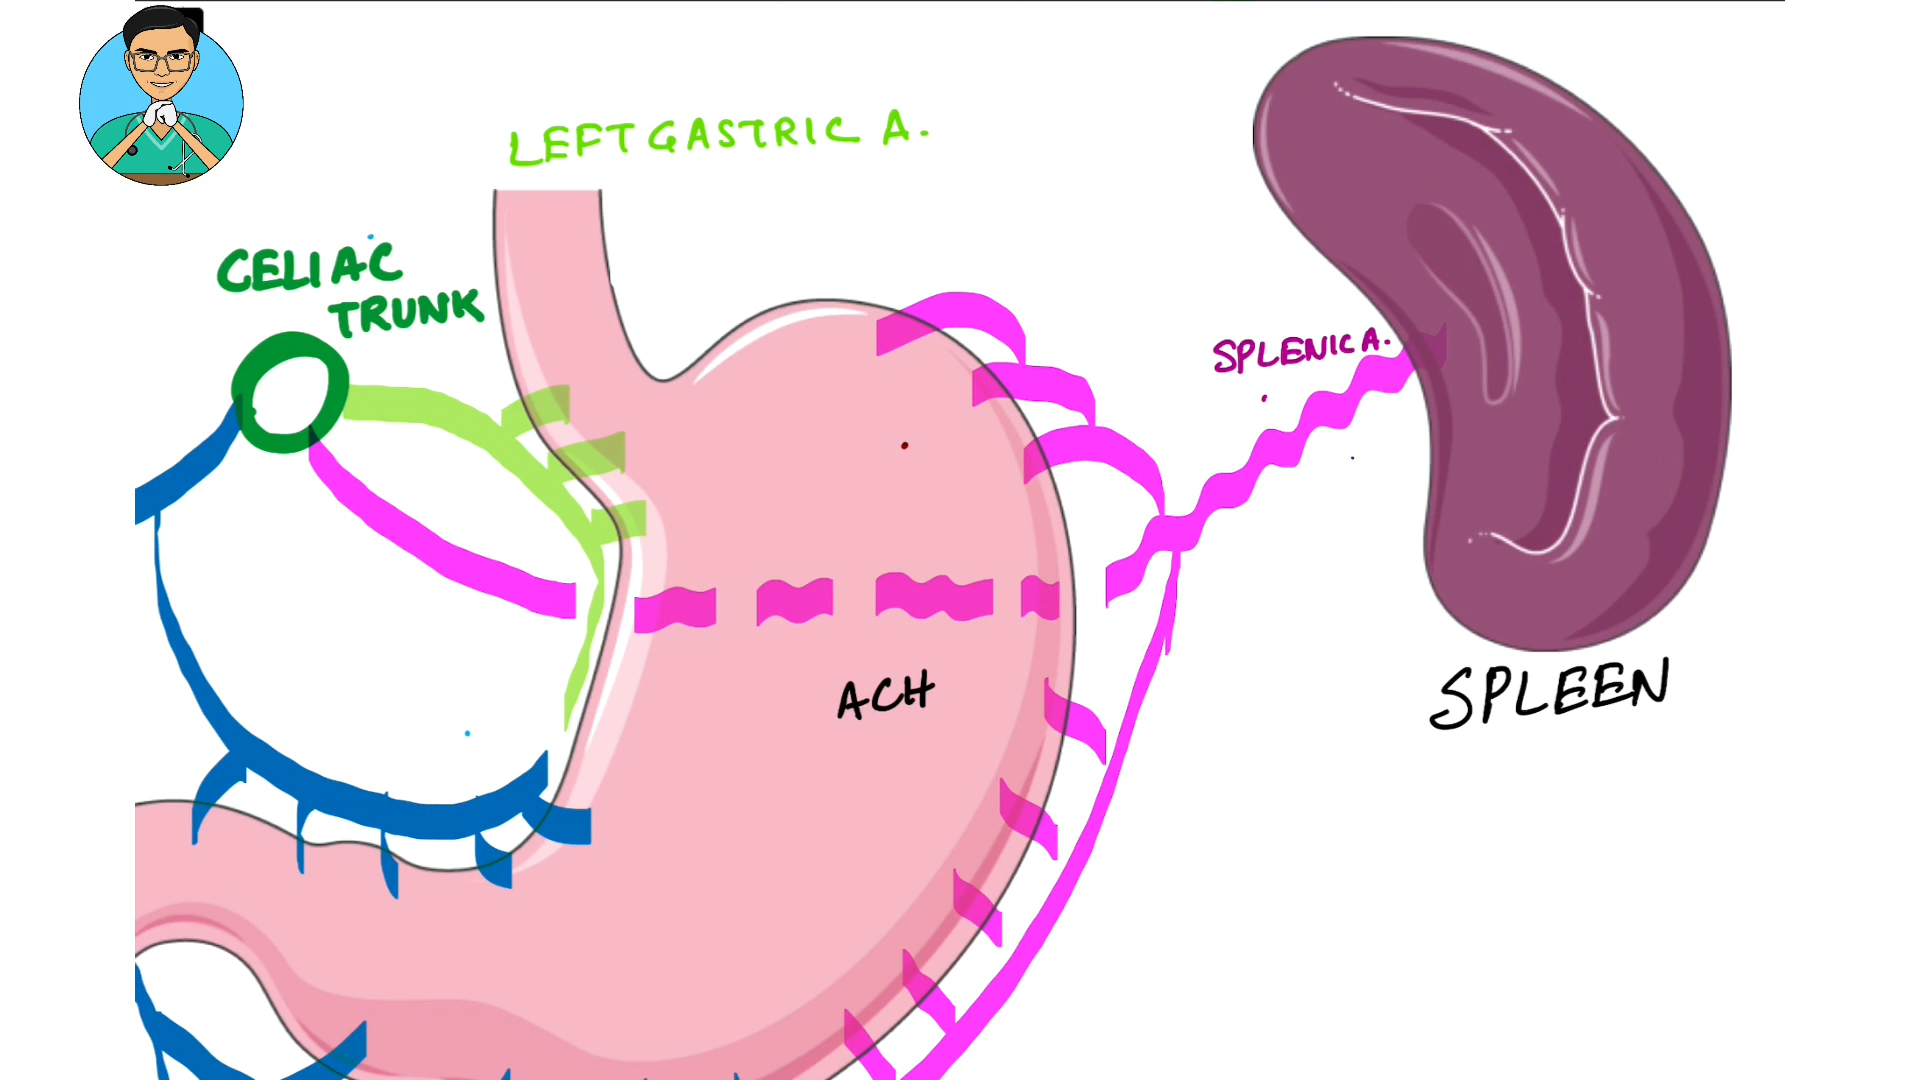 LEFT GASTRIC A.
CELIAC
TRUNK
SPLENIC A.
ACH
SPLEEN